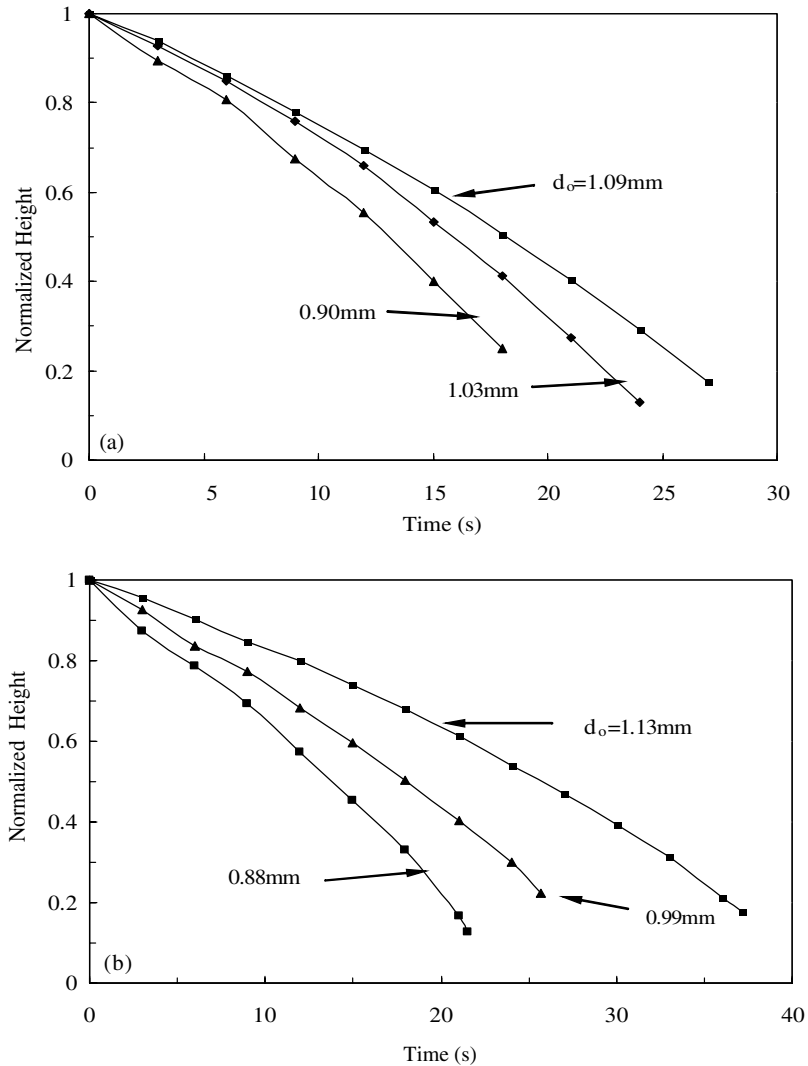 1
0.8
0.6
0.4
0.2
0
Normalized Height
d_o=1.09mm
0.90mm
1.03mm
(a)
0 5 10 15 20 25 30
Time (s)
1
0.8
0.6
0.4
0.2
0
Normalized Height
d_o=1.13mm
0.88mm
0.99mm
(b)
0 10 20 30 40
Time (s)